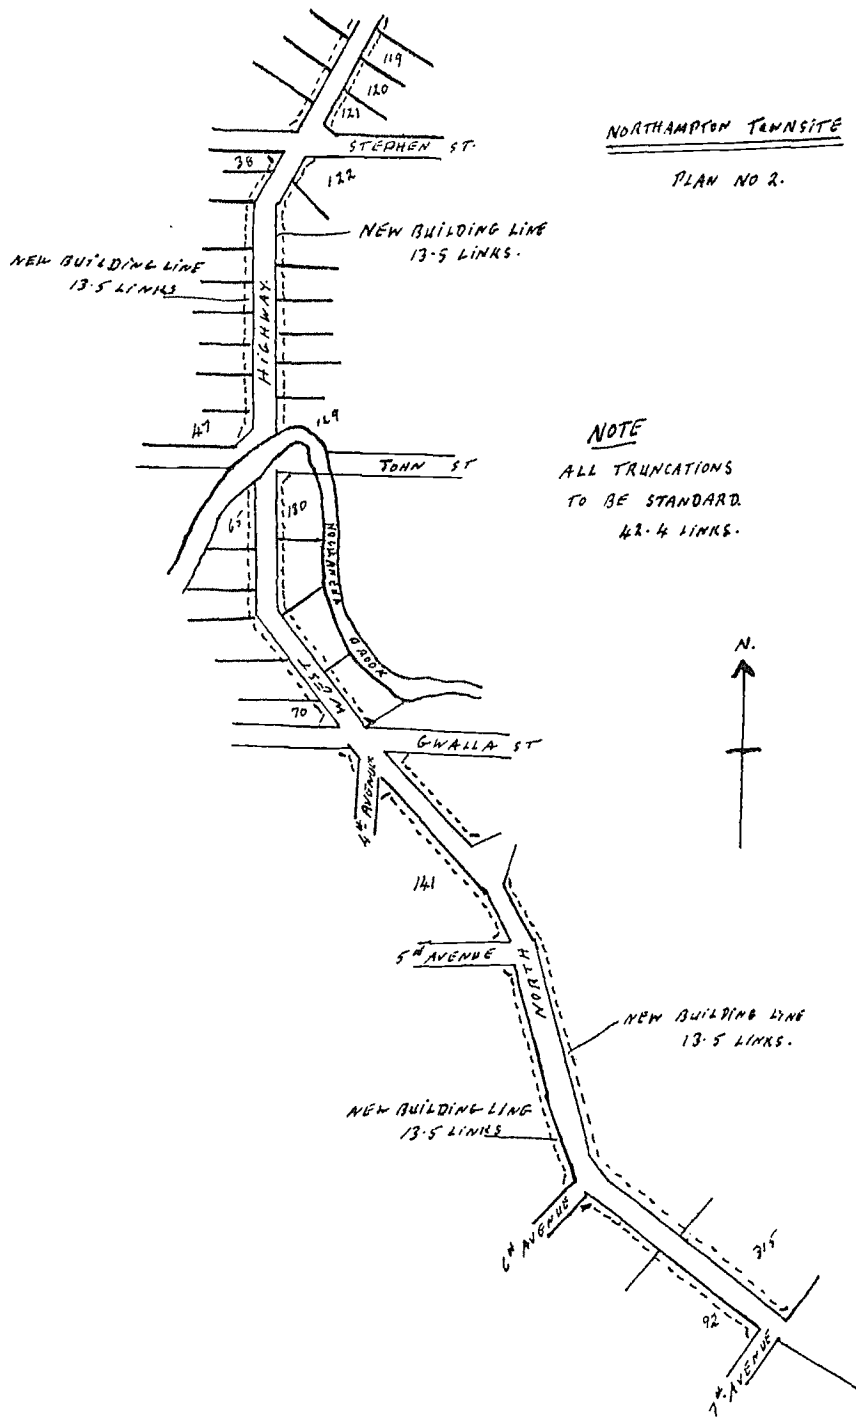 119
120
121
NORTHAMPTON TOWNSITE
PLAN NO 2.
STEPHEN ST.
38
122
NEW BUILDING LINE
13.5 LINKS.
NEW BUILDING LINE
13.5 LINKS
HIGHWAY.
47
129
JOHN ST
NOTE
ALL TRUNCATIONS
TO BE STANDARD.
42.4 LINKS.
65
130
BROOK
N.
WEST
70
GWALLA ST
4th AVENUE
141
5th AVENUE
NORTH
NEW BUILDING LINE
13.5 LINKS.
NEW BUILDING LINE
13.5 LINKS
6th AVENUE
315
92
7th AVENUE